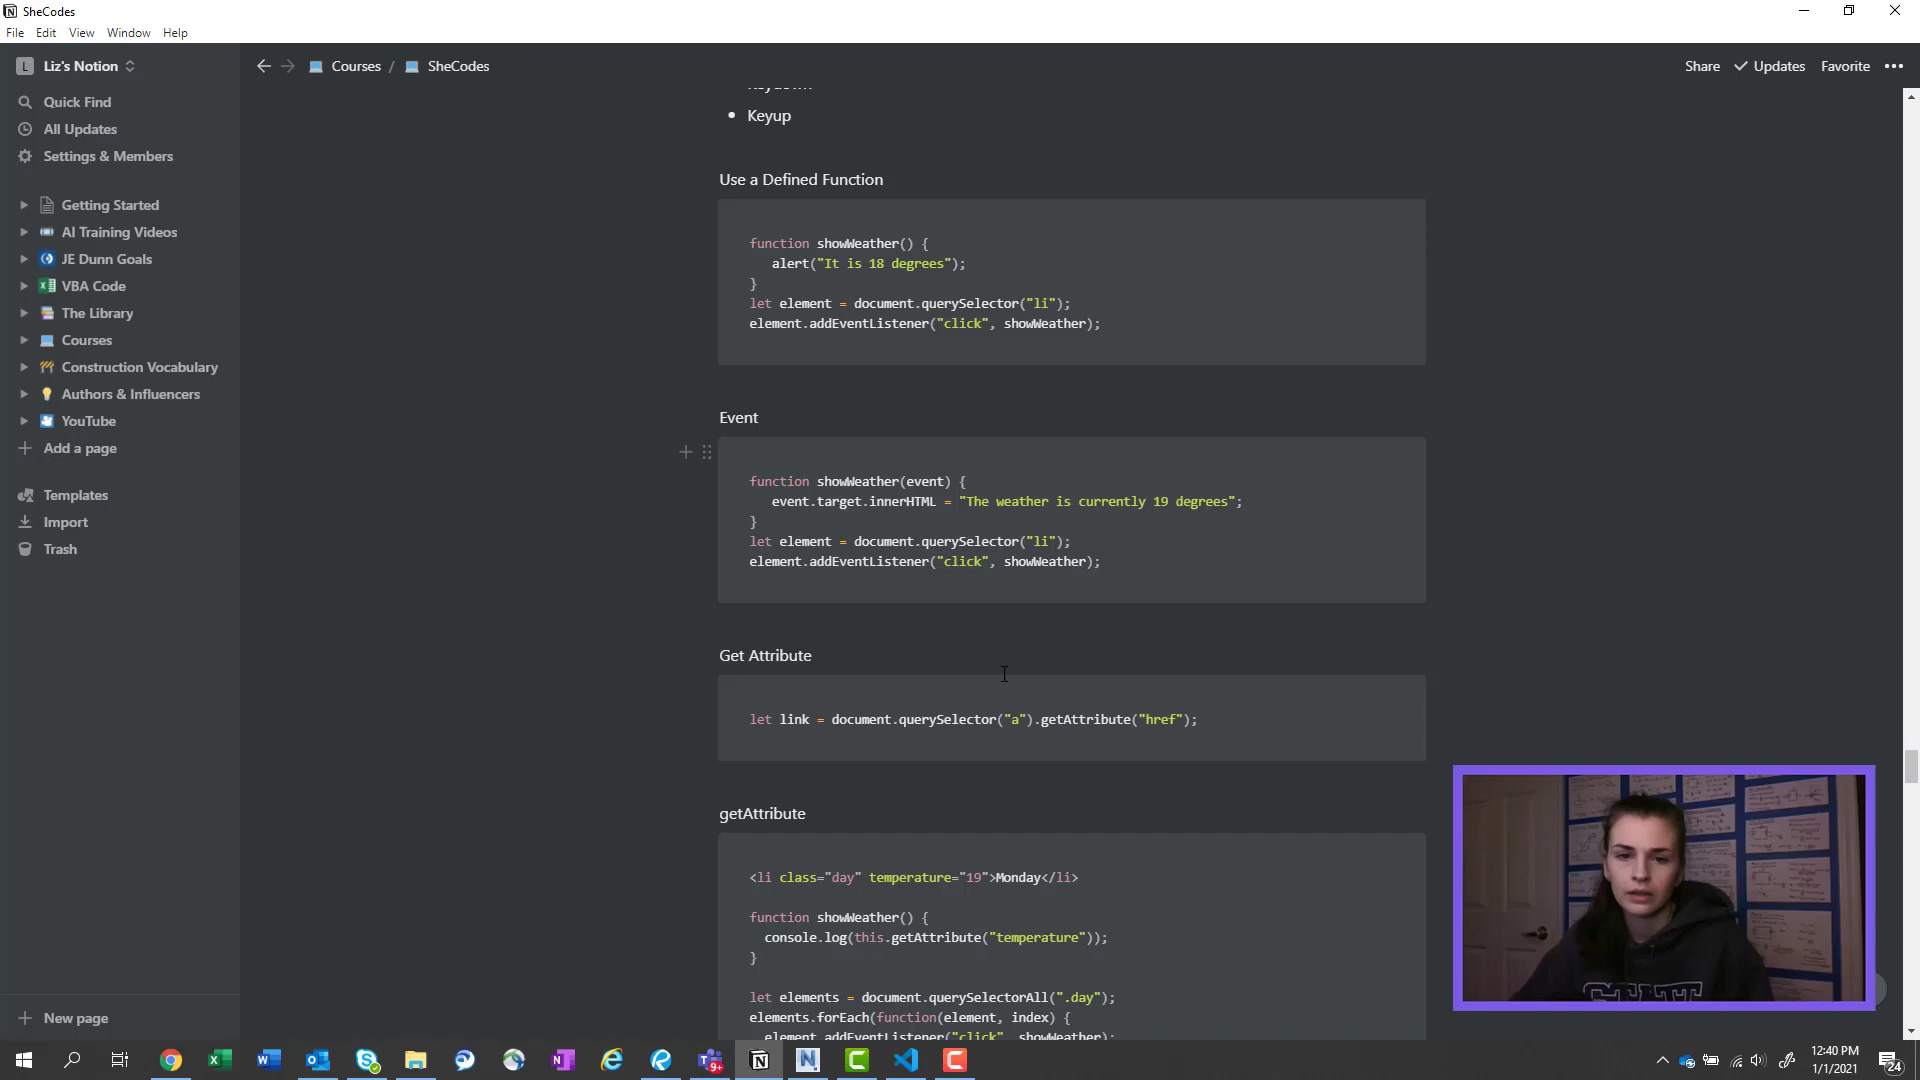 SheCodes
File Edit View Window Help
L Liz's Notion
Courses / SheCodes
Share Updates Favorite
Quick Find
All Updates
Settings & Members
Getting Started
AI Training Videos
JE Dunn Goals
VBA Code
The Library
Courses
Construction Vocabulary
Authors & Influencers
YouTube
Add a page
Templates
Import
Trash
New page
Keyup
Use a Defined Function
function showWeather() {
alert("It is 18 degrees");
}
let element = document.querySelector("li");
element.addEventListener("click", showWeather);
Event
function showWeather(event) {
event.target.innerHTML = "The weather is currently 19 degrees";
}
let element = document.querySelector("li");
element.addEventListener("click", showWeather);
Get Attribute
let link = document.querySelector("a").getAttribute("href");
getAttribute
<li class="day" temperature="19">Monday</li>
function showWeather() {
console.log(this.getAttribute("temperature"));
}
let elements = document.querySelectorAll(".day");
elements.forEach(function(element, index) {
element.addEventListener("click", showWeather);
9+
12:40 PM
1/1/2021
24